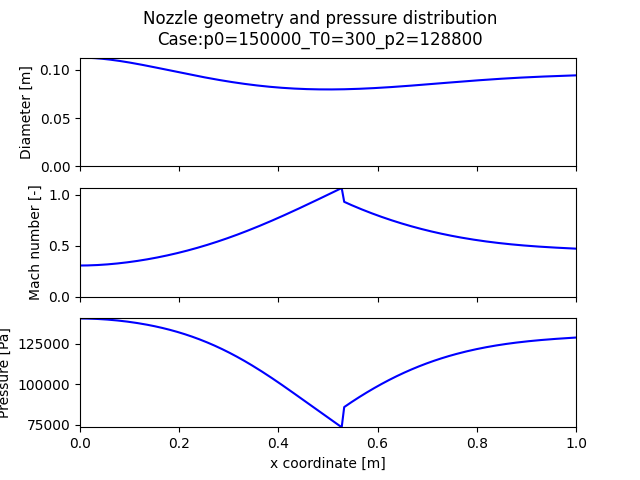 Nozzle geometry and pressure distribution
Case:p0=150000_T0=300_p2=128800
Diameter [m]
0.10
0.05
0.00
Mach number [-]
1.0
0.5
0.0
Pressure [Pa]
125000
100000
75000
0.0 0.2 0.4 0.6 0.8 1.0
x coordinate [m]